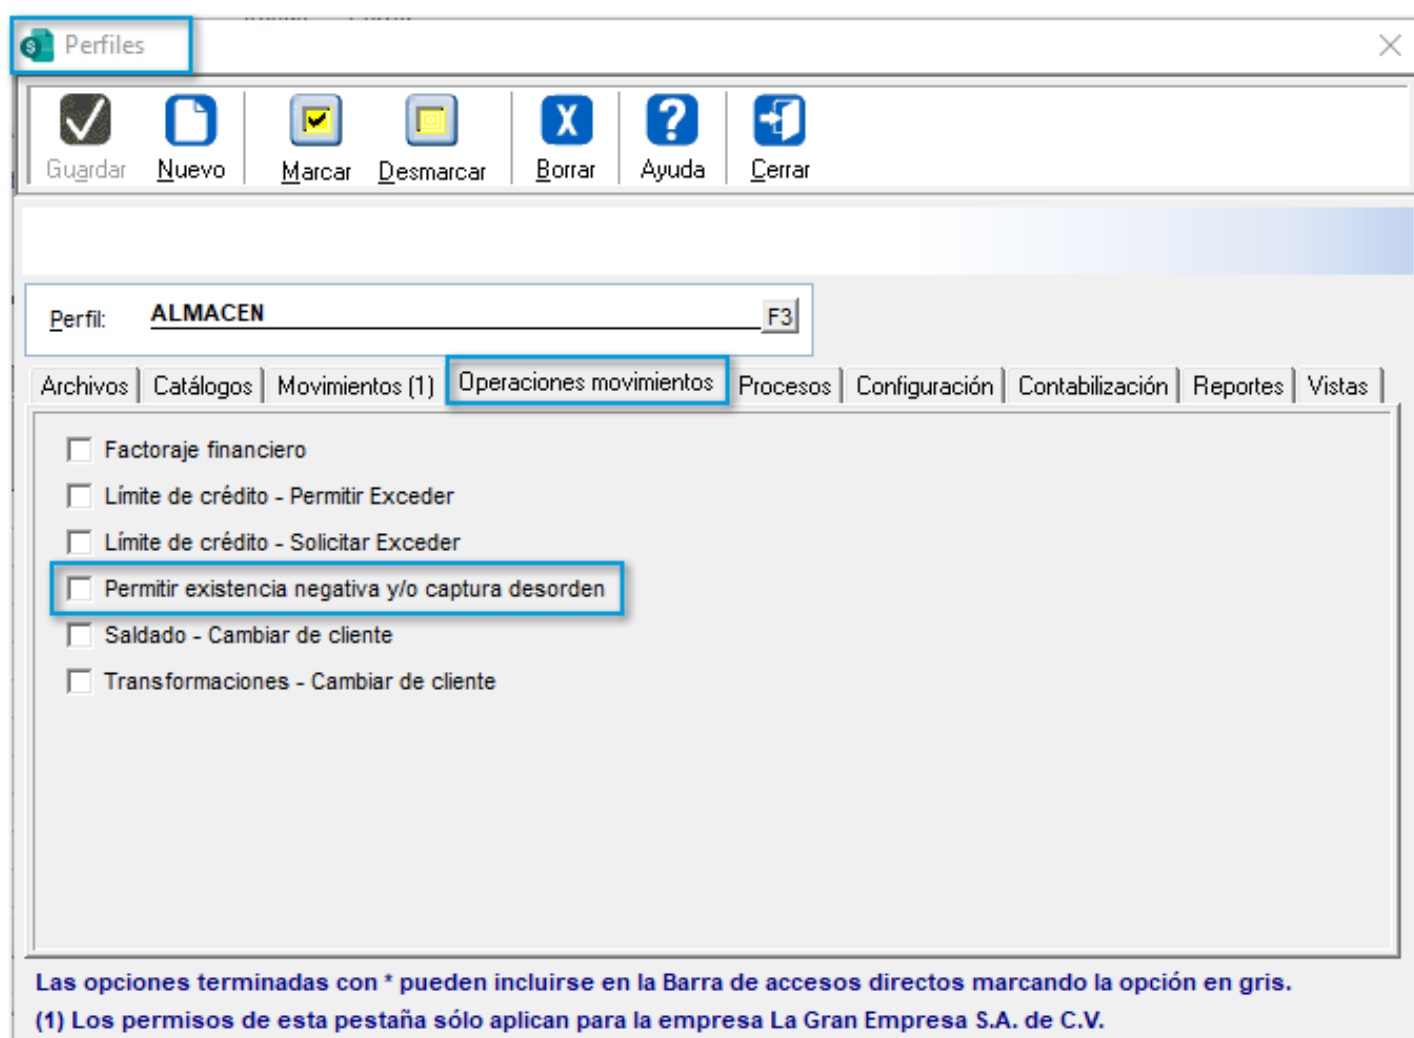 Perfiles
Guardar Nuevo Marcar Desmarcar Borrar Ayuda Cerrar
Perfil: ALMACEN F3
Archivos Catálogos Movimientos (1) Operaciones movimientos Procesos Configuración Contabilización Reportes Vistas
Factoraje financiero
Límite de crédito - Permitir Exceder
Límite de crédito - Solicitar Exceder
Permitir existencia negativa y/o captura desorden
Saldado - Cambiar de cliente
Transformaciones - Cambiar de cliente
Las opciones terminadas con * pueden incluirse en la Barra de accesos directos marcando la opción en gris.
(1) Los permisos de esta pestaña sólo aplican para la empresa La Gran Empresa S.A. de C.V.